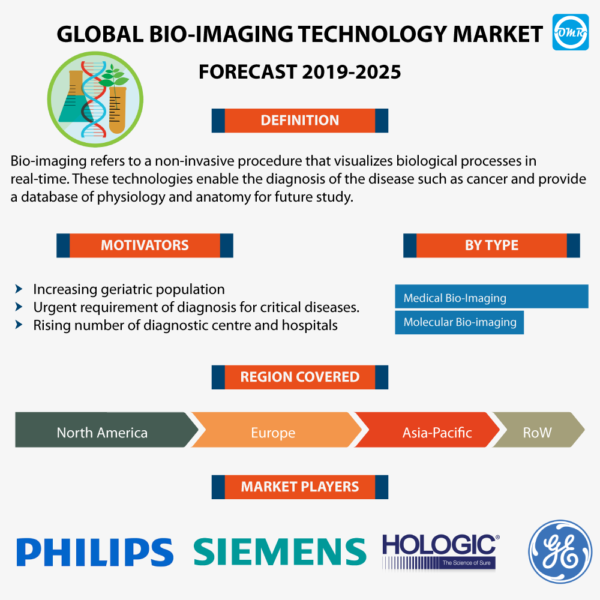 GLOBAL BIO-IMAGING TECHNOLOGY MARKET
OMR
FORECAST 2019-2025
DEFINITION
Bio-imaging refers to a non-invasive procedure that visualizes biological processes in
real-time. These technologies enable the diagnosis of the disease such as cancer and provide
a database of physiology and anatomy for future study.
MOTIVATORS
Increasing geriatric population
Urgent requirement of diagnosis for critical diseases.
Rising number of diagnostic centre and hospitals
BY TYPE
Medical Bio-Imaging
Molecular Bio-imaging
REGION COVERED
North America
Europe
Asia-Pacific
RoW
MARKET PLAYERS
PHILIPS
SIEMENS
HOLOGIC®
The Science of Sure
GE